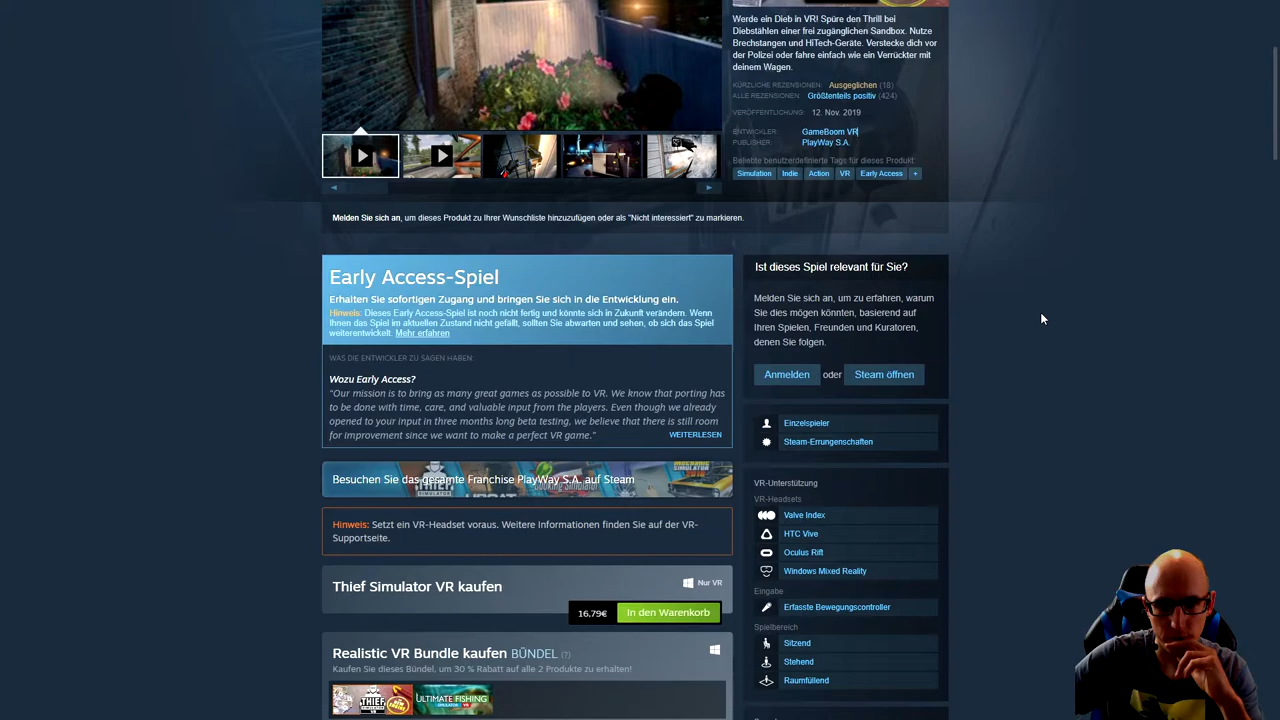 Werde ein Dieb in VR! Spüre den Thrill bei
Diebstählen einer frei zugänglichen Sandbox. Nutze
Brechstangen und HiTech-Geräte. Verstecke dich vor
der Polizei oder fahre einfach wie ein Verrückter mit
deinem Wagen.
KÜRZLICHE REZENSIONEN: Ausgeglichen (18)
ALLE REZENSIONEN: Größtenteils positiv (424)
VERÖFFENTLICHUNG: 12. Nov. 2019
ENTWICKLER: GameBoom VR
PUBLISHER: PlayWay S.A.
Beliebte benutzerdefinierte Tags für dieses Produkt:
Simulation Indie Action VR Early Access +
Melden Sie sich an, um dieses Produkt zu Ihrer Wunschliste hinzuzufügen oder als "Nicht interessiert" zu markieren.
Early Access-Spiel
Erhalten Sie sofortigen Zugang und bringen Sie sich in die Entwicklung ein.
Hinweis: Dieses Early Access-Spiel ist noch nicht fertig und könnte sich in Zukunft verändern. Wenn
Ihnen das Spiel im aktuellen Zustand nicht gefällt, sollten Sie abwarten und sehen, ob sich das Spiel
weiterentwickelt. Mehr erfahren
WAS DIE ENTWICKLER ZU SAGEN HABEN:
Wozu Early Access?
"Our mission is to bring as many great games as possible to VR. We know that porting has
to be done with time, care, and valuable input from the players. Even though we already
opened to your input in three months long beta testing, we believe that there is still room
for improvement since we want to make a perfect VR game."
WEITERLESEN
Besuchen Sie das gesamte Franchise PlayWay S.A. auf Steam
Hinweis: Setzt ein VR-Headset voraus. Weitere Informationen finden Sie auf der VR-
Supportseite.
Thief Simulator VR kaufen
Nur VR
16,79€ In den Warenkorb
Realistic VR Bundle kaufen BÜNDEL (?)
Kaufen Sie dieses Bündel, um 30 % Rabatt auf alle 2 Produkte zu erhalten!
THIEF
ULTIMATE FISHING
Ist dieses Spiel relevant für Sie?
Melden Sie sich an, um zu erfahren, warum
Sie dies mögen könnten, basierend auf
Ihren Spielen, Freunden und Kuratoren,
denen Sie folgen.
Anmelden oder Steam öffnen
Einzelspieler
Steam-Errungenschaften
VR-Unterstützung
VR-Headsets
Valve Index
HTC Vive
Oculus Rift
Windows Mixed Reality
Eingabe
Erfasste Bewegungscontroller
Spielbereich
Sitzend
Stehend
Raumfüllend